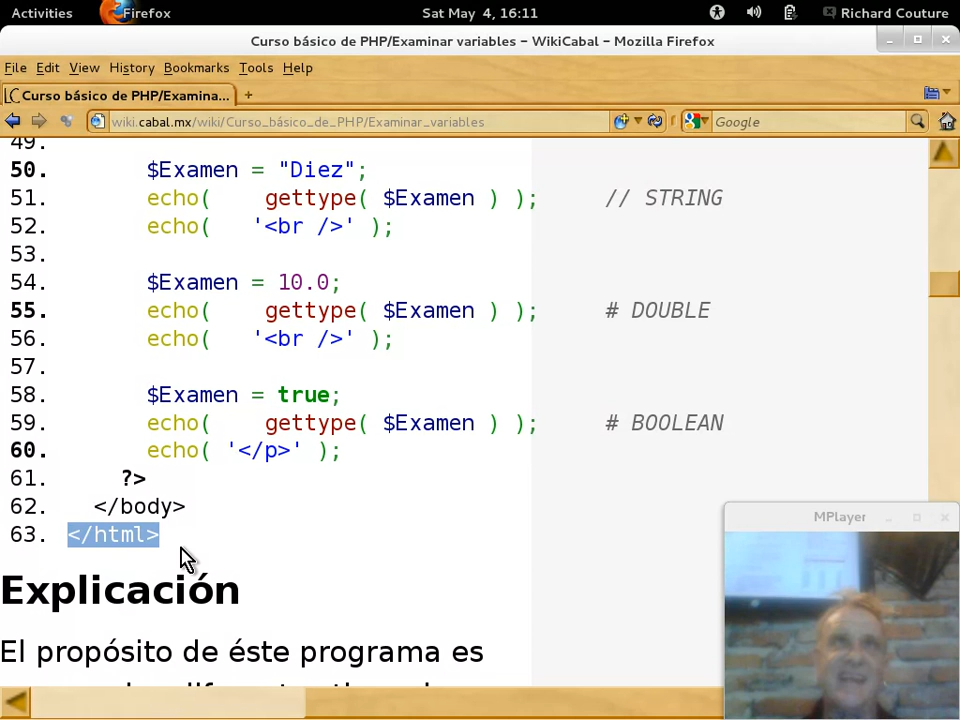 Activities Firefox Sat May 4, 16:11 Richard Couture
Curso básico de PHP/Examinar variables – WikiCabal – Mozilla Firefox
File Edit View History Bookmarks Tools Help
Curso básico de PHP/Examina... +
wiki.cabal.mx/wiki/Curso_básico_de_PHP/Examinar_variables Google
49.
50. $Examen = "Diez";
51. echo( gettype( $Examen ) ); // STRING
52. echo( '<br />' );
53.
54. $Examen = 10.0;
55. echo( gettype( $Examen ) ); # DOUBLE
56. echo( '<br />' );
57.
58. $Examen = true;
59. echo( gettype( $Examen ) ); # BOOLEAN
60. echo( '</p>' );
61. ?>
62. </body>
63. </html>
MPlayer
Explicación
El propósito de éste programa es